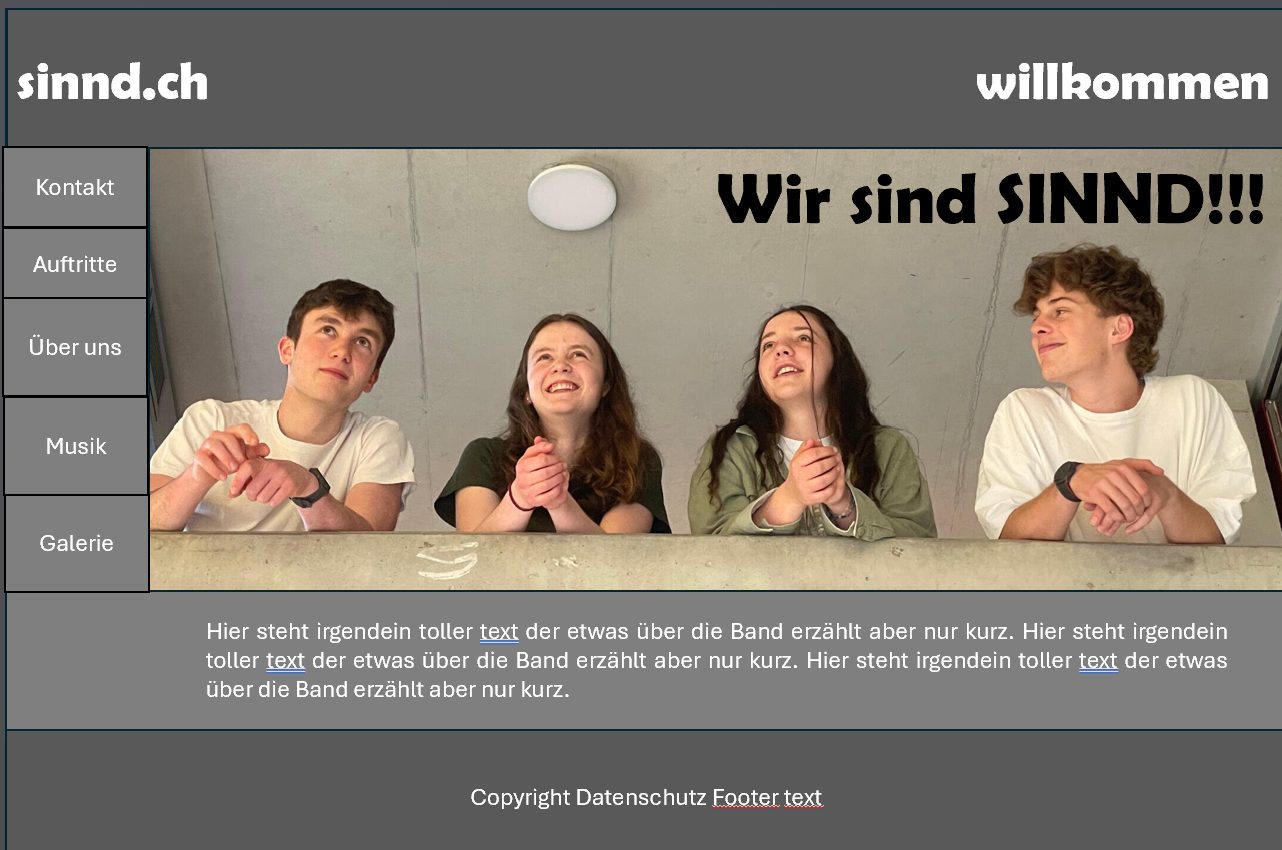 sinnd.ch
willkommen
Kontakt
Auftritte
Über uns
Musik
Galerie
Wir sind SINND!!!
Hier steht irgendein toller text der etwas über die Band erzählt aber nur kurz. Hier steht irgendein
toller text der etwas über die Band erzählt aber nur kurz. Hier steht irgendein toller text der etwas
über die Band erzählt aber nur kurz.
Copyright Datenschutz Footer text